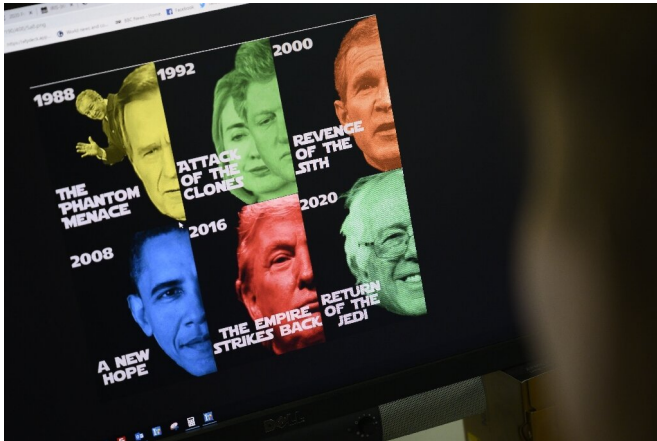 1988
THE
PHANTOM
MENACE
1992
ATTACK
OF THE
CLONES
2000
REVENGE
OF THE
SITH
2008
A NEW
HOPE
2016
THE EMPIRE
STRIKES BACK
2020
RETURN
OF THE
JEDI
DELL